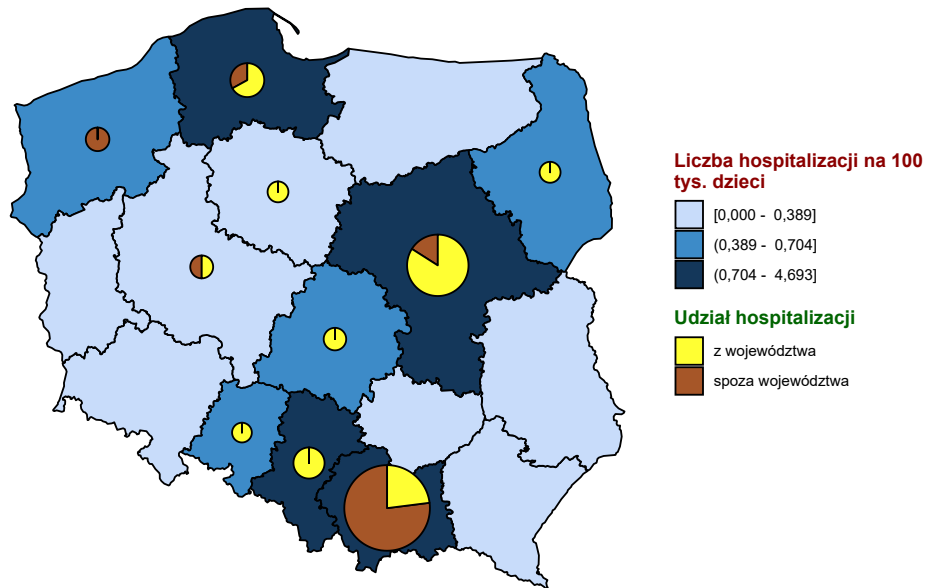 Liczba hospitalizacji na 100
tys. dzieci
[0,000 - 0,389]
(0,389 - 0,704]
(0,704 - 4,693]
Udział hospitalizacji
z województwa
spoza województwa